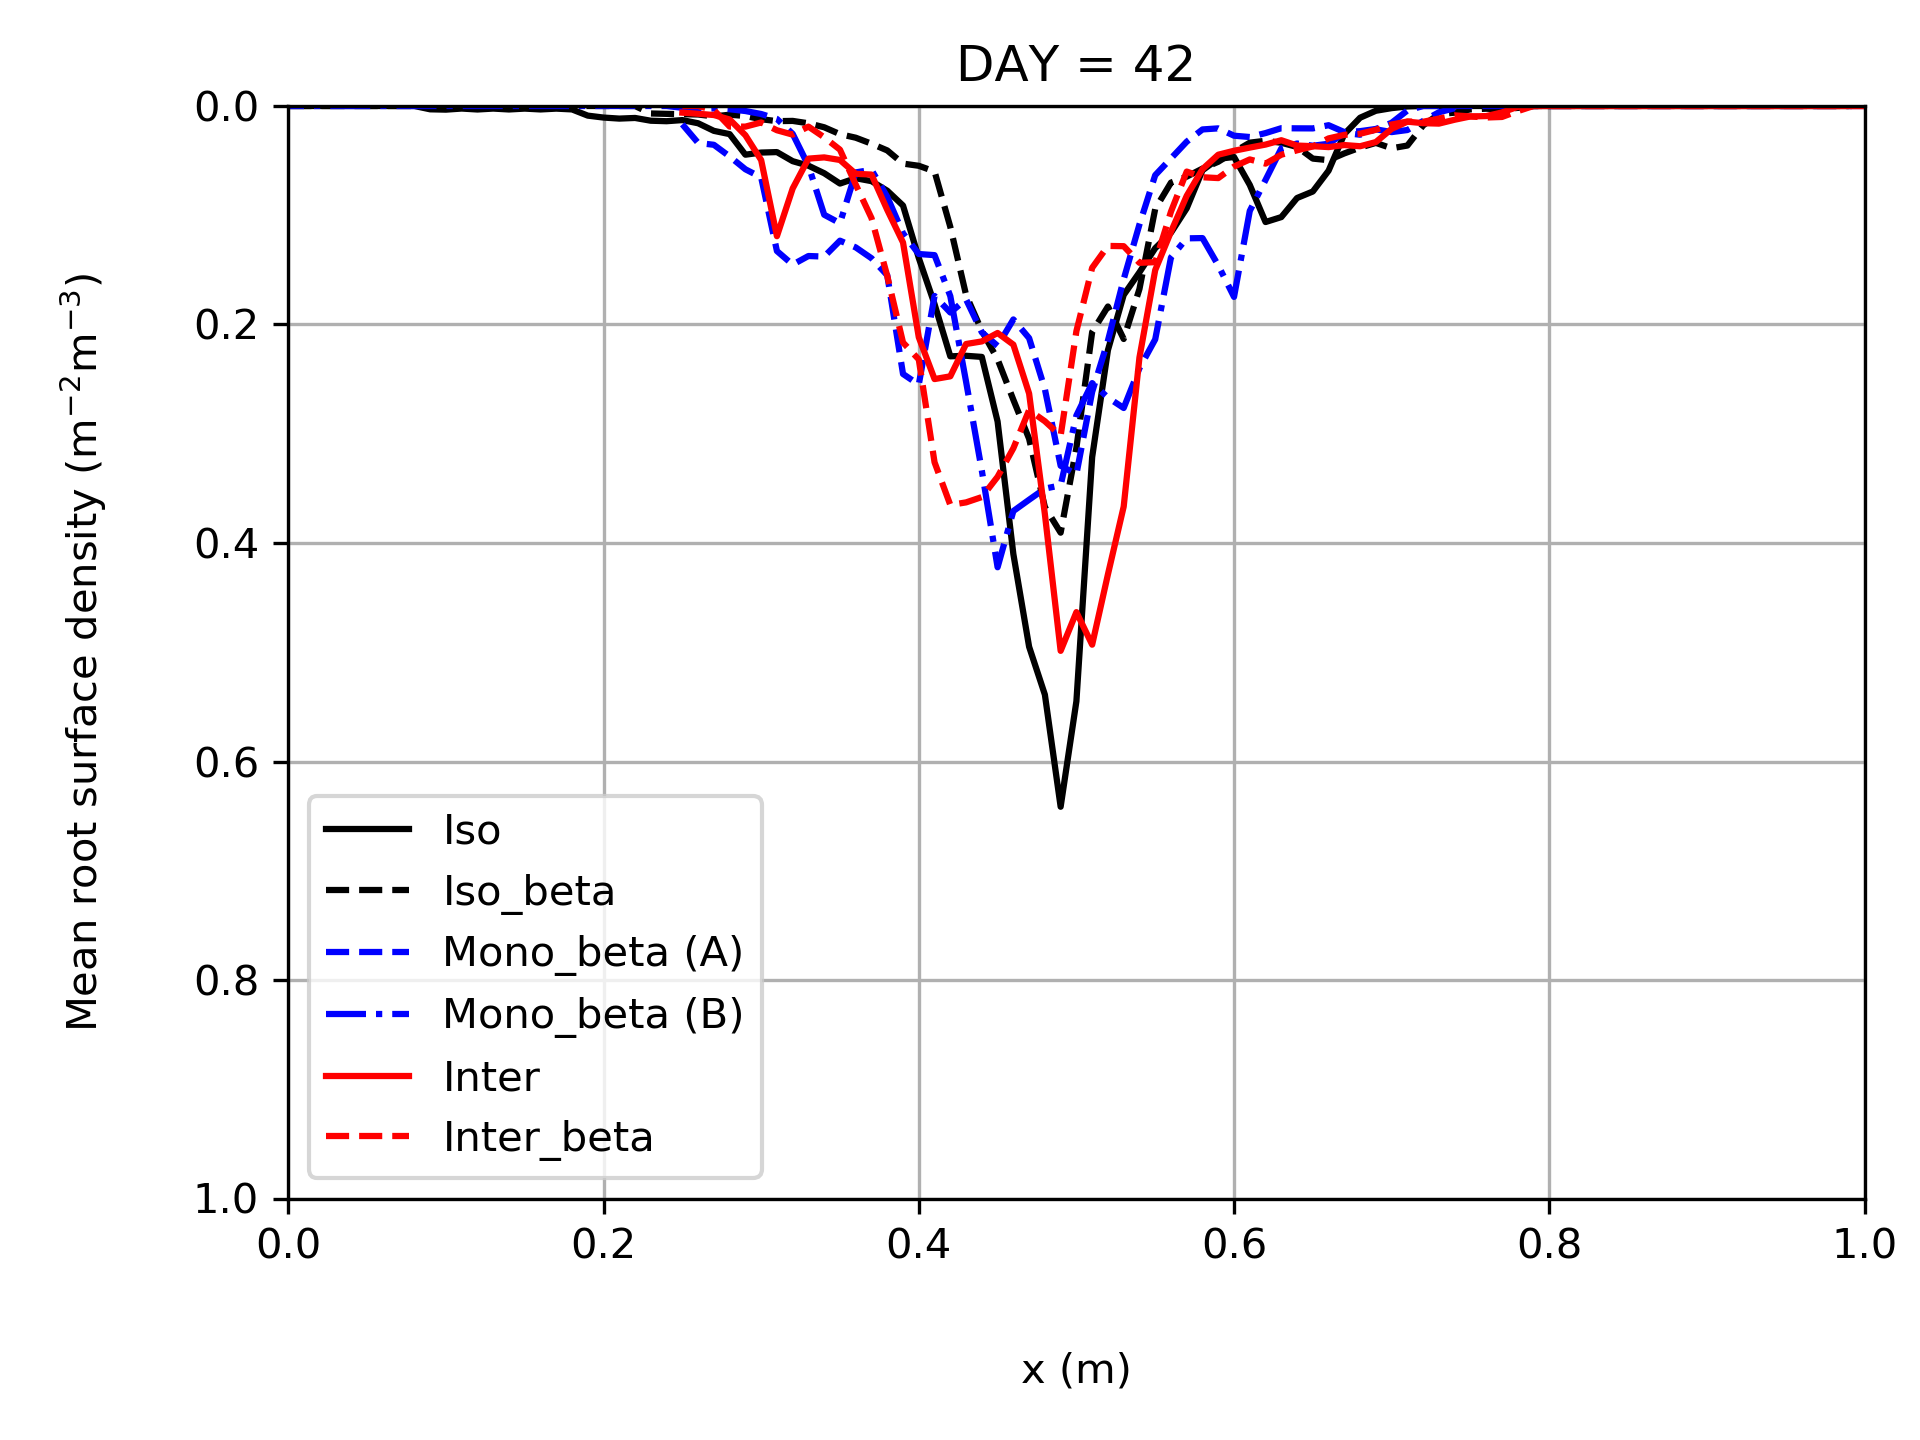 DAY = 42
Mean root surface density (m⁻²m⁻³)
0.0
0.2
0.4
0.6
0.8
1.0
Iso
Iso_beta
Mono_beta (A)
Mono_beta (B)
Inter
Inter_beta
0.0 0.2 0.4 0.6 0.8 1.0
x (m)